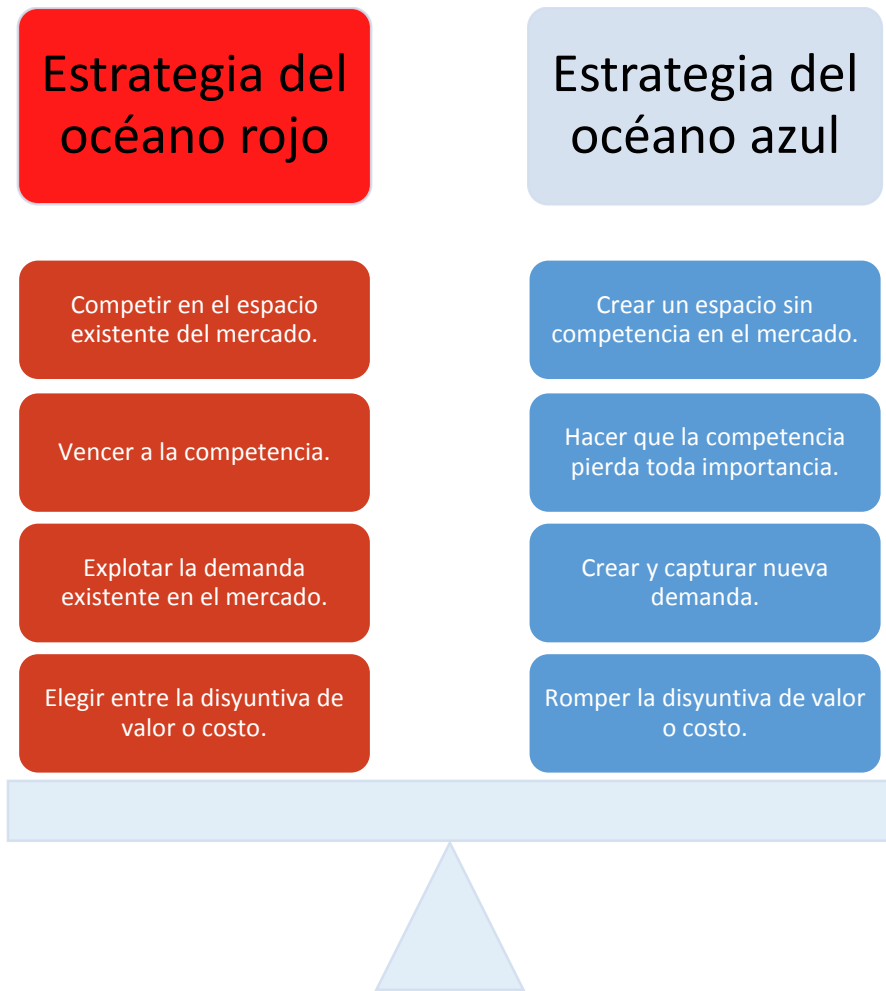 Estrategia del
océano rojo
Competir en el espacio
existente del mercado.
Vencer a la competencia.
Explotar la demanda
existente en el mercado.
Elegir entre la disyuntiva de
valor o costo.
Estrategia del
océano azul
Crear un espacio sin
competencia en el mercado.
Hacer que la competencia
pierda toda importancia.
Crear y capturar nueva
demanda.
Romper la disyuntiva de valor
o costo.